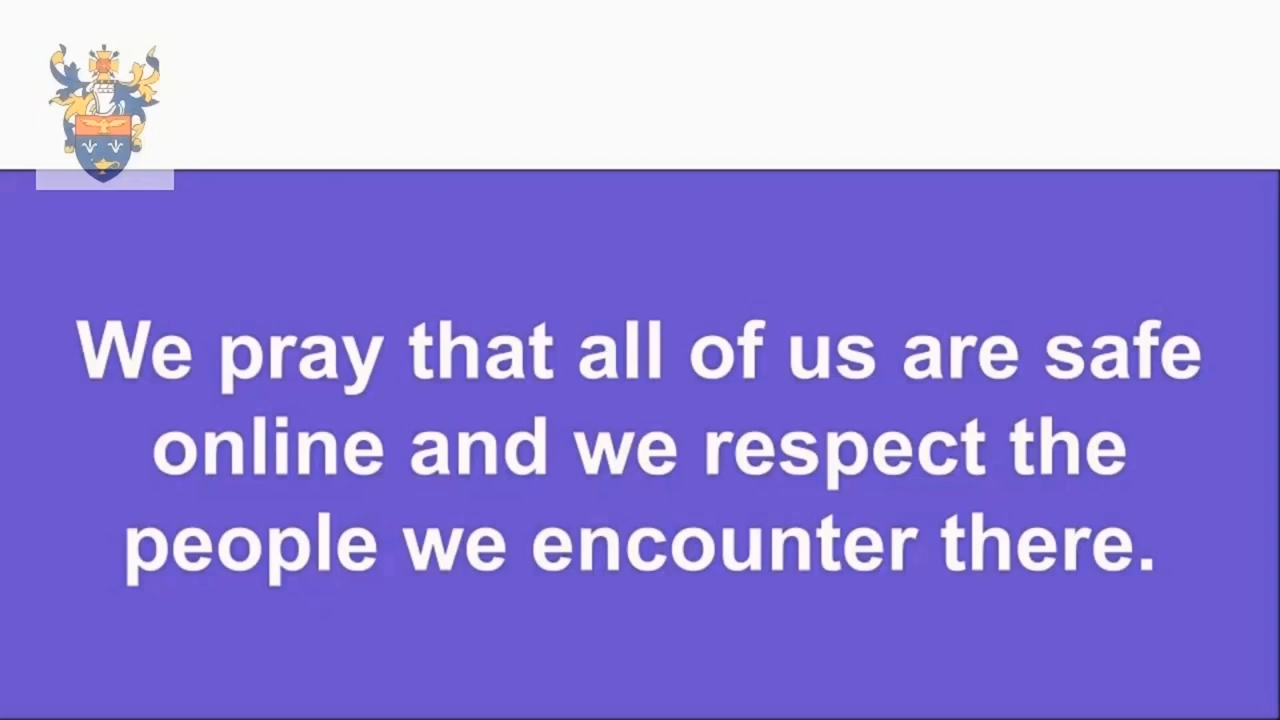 We pray that all of us are safe
online and we respect the
people we encounter there.